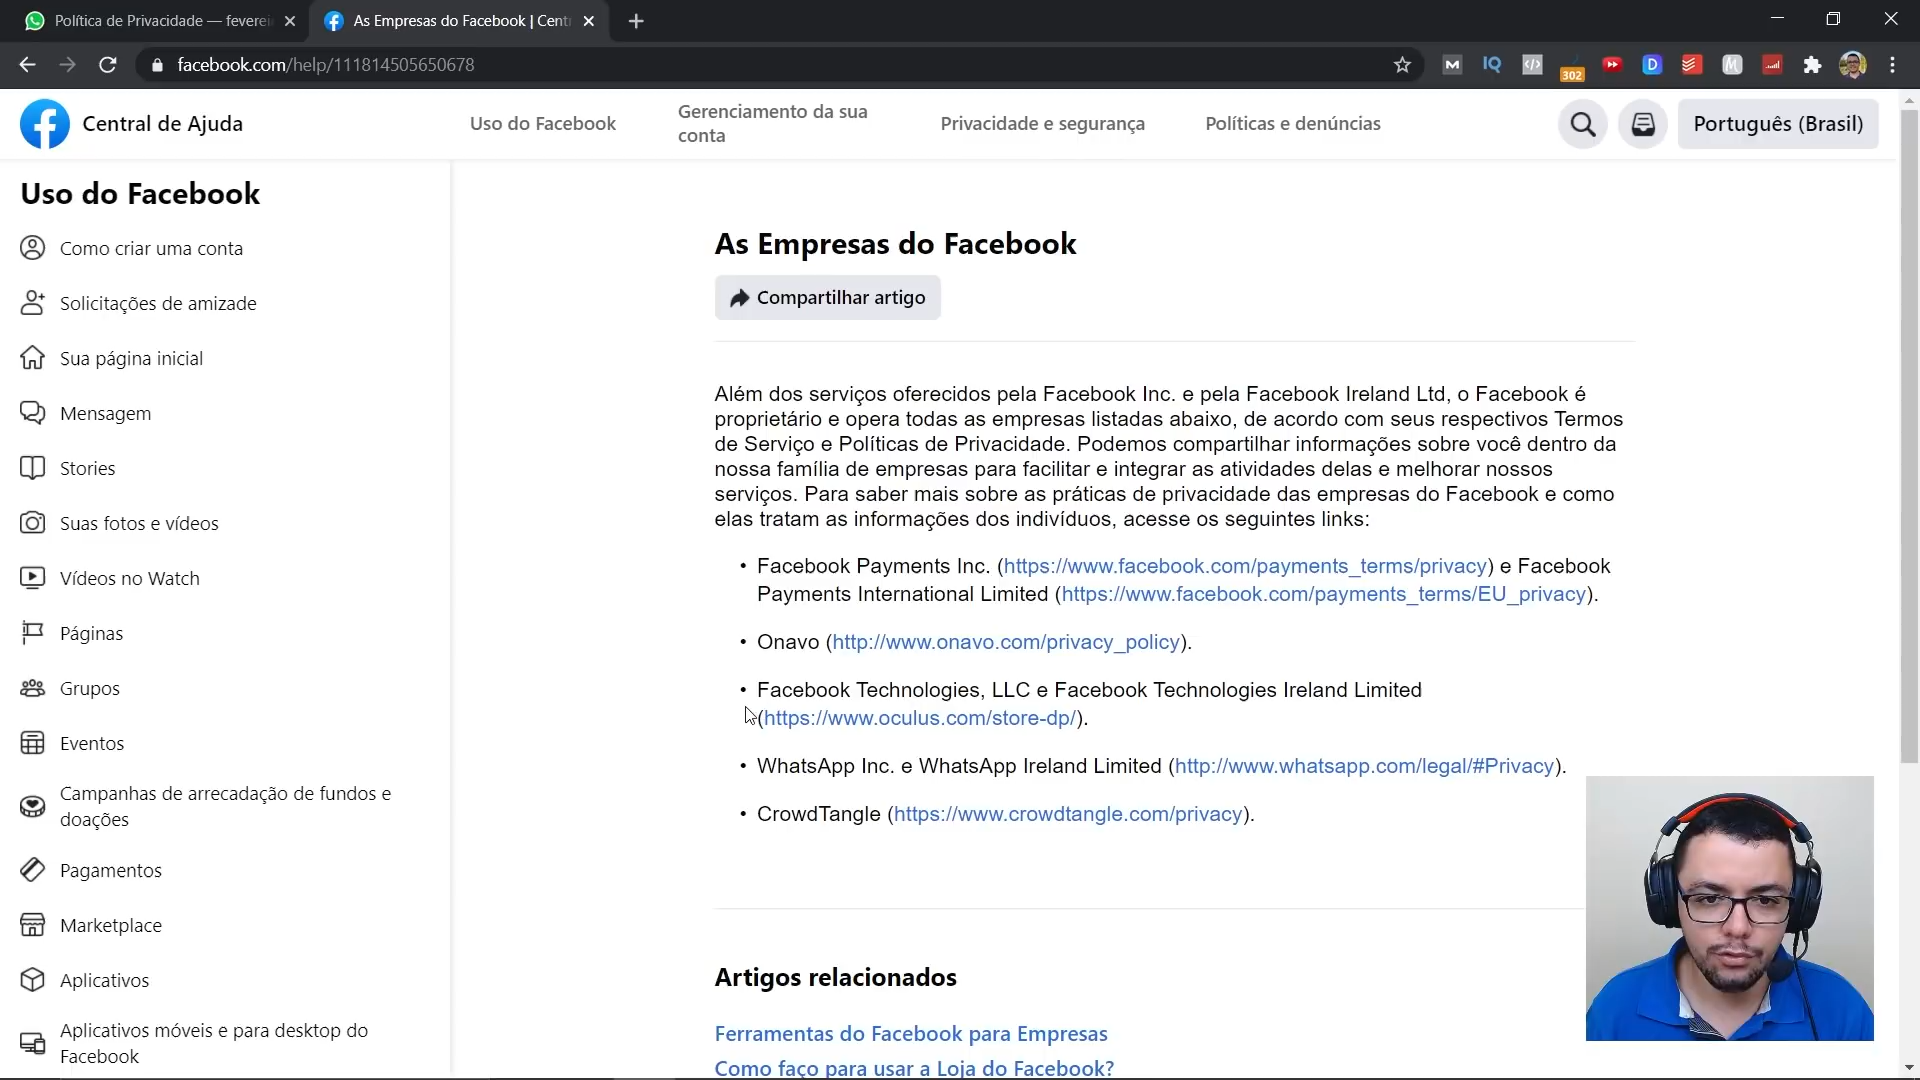 Política de Privacidade — feverei
As Empresas do Facebook | Cent
facebook.com/help/111814505650678
IQ
302
D
Central de Ajuda
Uso do Facebook
Gerenciamento da sua
conta
Privacidade e segurança
Políticas e denúncias
Português (Brasil)
Uso do Facebook
Como criar uma conta
Solicitações de amizade
Sua página inicial
Mensagem
Stories
Suas fotos e vídeos
Vídeos no Watch
Páginas
Grupos
Eventos
Campanhas de arrecadação de fundos e
doações
Pagamentos
Marketplace
Aplicativos
Aplicativos móveis e para desktop do
Facebook
As Empresas do Facebook
Compartilhar artigo
Além dos serviços oferecidos pela Facebook Inc. e pela Facebook Ireland Ltd, o Facebook é
proprietário e opera todas as empresas listadas abaixo, de acordo com seus respectivos Termos
de Serviço e Políticas de Privacidade. Podemos compartilhar informações sobre você dentro da
nossa família de empresas para facilitar e integrar as atividades delas e melhorar nossos
serviços. Para saber mais sobre as práticas de privacidade das empresas do Facebook e como
elas tratam as informações dos indivíduos, acesse os seguintes links:
• Facebook Payments Inc. (https://www.facebook.com/payments_terms/privacy) e Facebook
Payments International Limited (https://www.facebook.com/payments_terms/EU_privacy).
• Onavo (http://www.onavo.com/privacy_policy).
• Facebook Technologies, LLC e Facebook Technologies Ireland Limited
(https://www.oculus.com/store-dp/).
• WhatsApp Inc. e WhatsApp Ireland Limited (http://www.whatsapp.com/legal/#Privacy).
• CrowdTangle (https://www.crowdtangle.com/privacy).
Artigos relacionados
Ferramentas do Facebook para Empresas
Como faço para usar a Loja do Facebook?